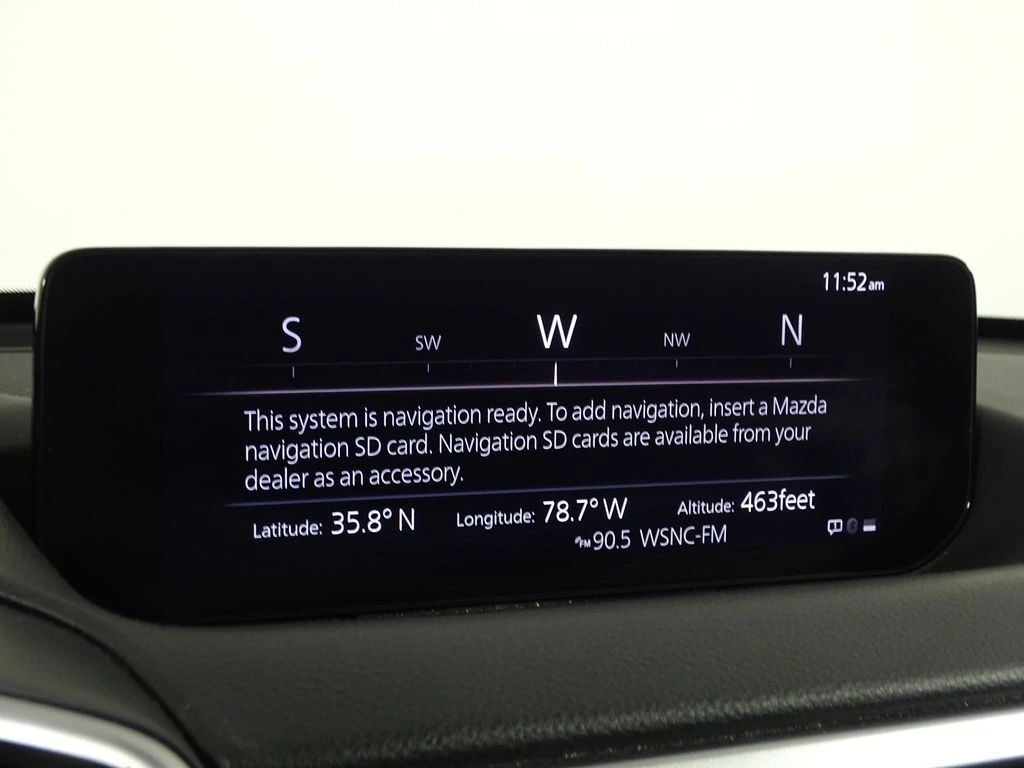 11:52am
S SW W NW N
This system is navigation ready. To add navigation, insert a Mazda
navigation SD card. Navigation SD cards are available from your
dealer as an accessory.
Latitude: 35.8° N Longitude: 78.7° W Altitude: 463feet
FM 90.5 WSNC-FM